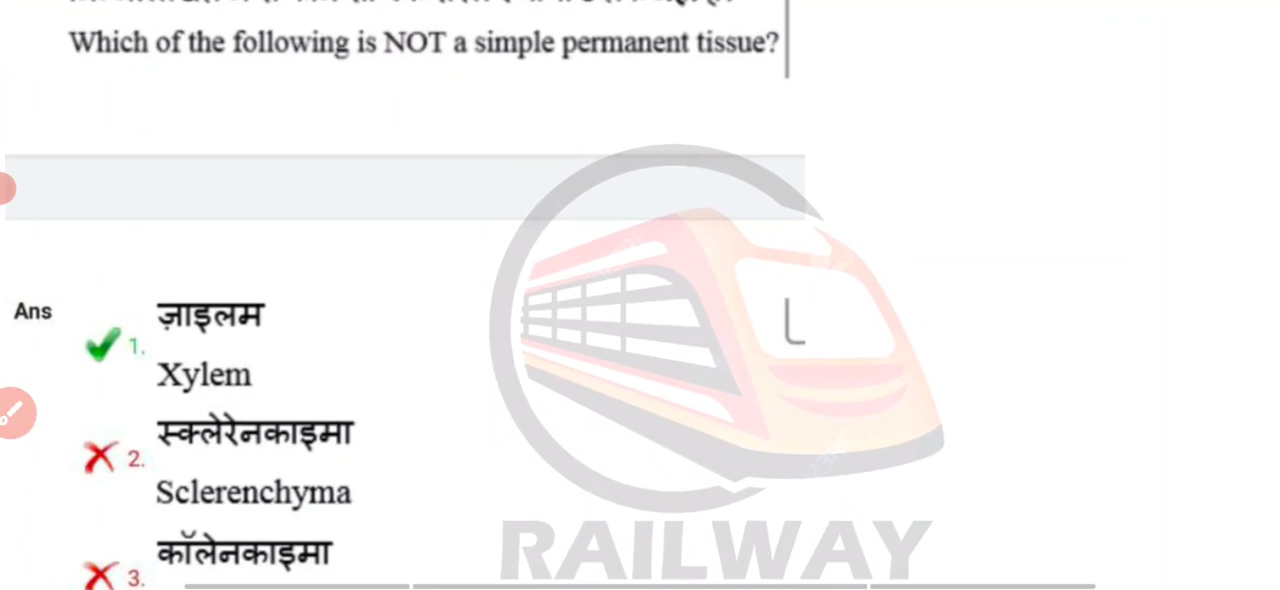 Which of the following is NOT a simple permanent tissue?
Ans
1. ज़ाइलम
Xylem
2. स्क्लेरेनकाइमा
Sclerenchyma
3. कॉलेनकाइमा
RAILWAY